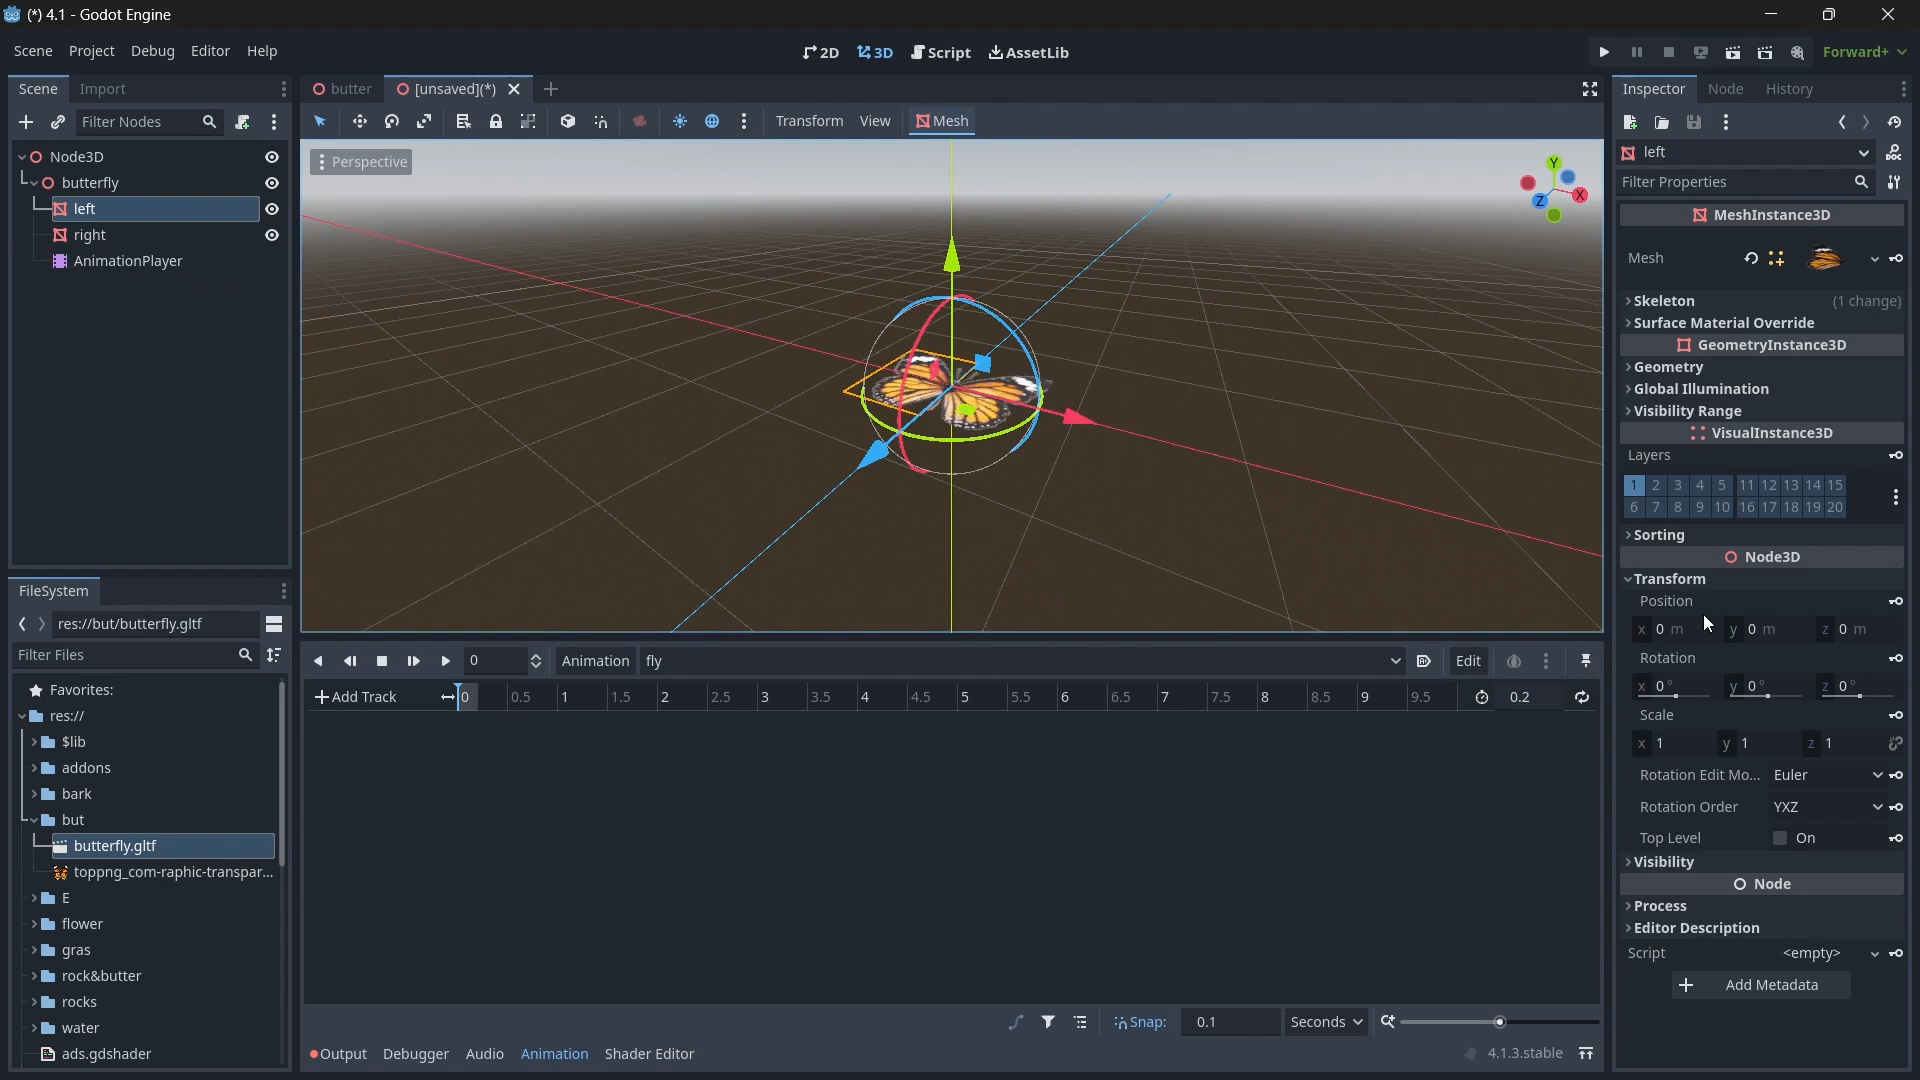 (*) 4.1 - Godot Engine
Scene Project Debug Editor Help
2D 3D Script AssetLib
Forward+
Scene Import
butter [unsaved](*)
Inspector Node History
Filter Nodes
Transform View Mesh
Node3D
butterfly
left
right
AnimationPlayer
Perspective
Y
X
Z
left
Filter Properties
MeshInstance3D
Mesh
Skeleton (1 change)
Surface Material Override
GeometryInstance3D
Geometry
Global Illumination
Visibility Range
VisualInstance3D
Layers
1 2 3 4 5 11 12 13 14 15
6 7 8 9 10 16 17 18 19 20
Sorting
Node3D
Transform
Position
x 0 m y 0 m z 0 m
Rotation
x 0° y 0° z 0°
Scale
x 1 y 1 z 1
Rotation Edit Mo... Euler
Rotation Order YXZ
Top Level On
Visibility
Node
Process
Editor Description
Script <empty>
Add Metadata
FileSystem
res://but/butterfly.gltf
Filter Files
Favorites:
res://
$lib
addons
bark
but
butterfly.gltf
toppng_com-raphic-transpar...
E
flower
gras
rock&butter
rocks
water
ads.gdshader
0 Animation fly Edit
Add Track 0 0.5 1 1.5 2 2.5 3 3.5 4 4.5 5 5.5 6 6.5 7 7.5 8 8.5 9 9.5 0.2
Snap: 0.1 Seconds
Output Debugger Audio Animation Shader Editor 4.1.3.stable